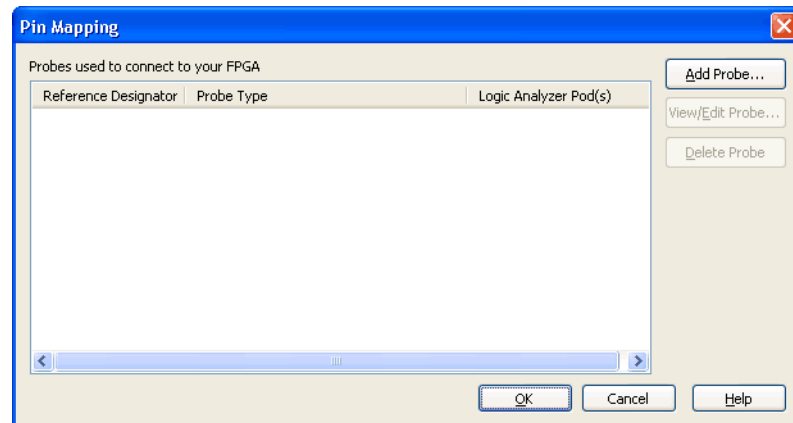 Pin Mapping
Probes used to connect to your FPGA
Reference Designator Probe Type Logic Analyzer Pod(s)
Add Probe...
View/Edit Probe...
Delete Probe
OK Cancel Help